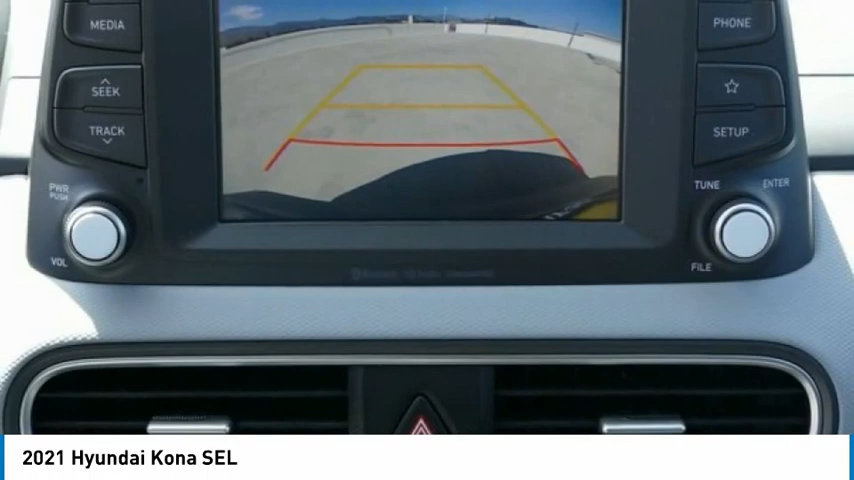 MEDIA
PHONE
SEEK
TRACK
SETUP
PWR
PUSH
TUNE
ENTER
VOL
FILE
2021 Hyundai Kona SEL